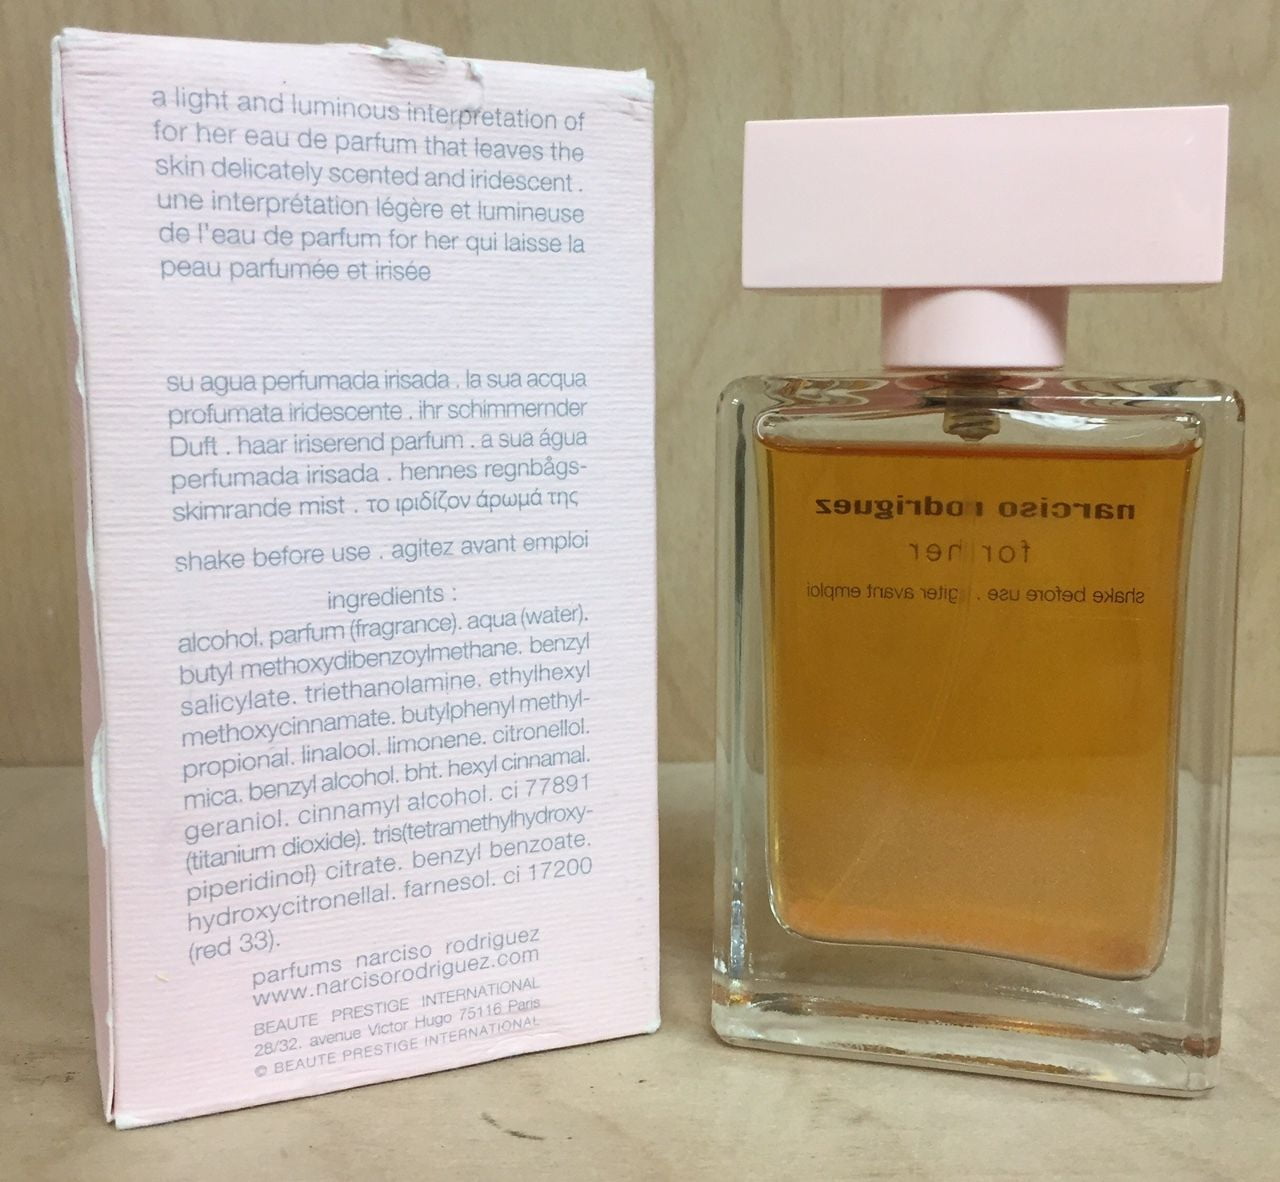 a light and luminous interpretation of
for her eau de parfum that leaves the
skin delicately scented and iridescent .
une interprétation légère et lumineuse
de l'eau de parfum for her qui laisse la
peau parfumée et irisée
su agua perfumada irisada . la sua acqua
profumata iridescente . ihr schimmernder
Duft . haar iriserend parfum . a sua água
perfumada irisada . hennes regnbågs-
skimrande mist . το ιριδίζον άρωμά της
shake before use . agitez avant emploi
ingredients :
alcohol. parfum (fragrance). aqua (water).
butyl methoxydibenzoylmethane. benzyl
salicylate. triethanolamine. ethylhexyl
methoxycinnamate. butylphenyl methyl-
propional. linalool. limonene. citronellol.
mica. benzyl alcohol. bht. hexyl cinnamal.
geraniol. cinnamyl alcohol. ci 77891
(titanium dioxide). tris(tetramethylhydroxy-
piperidinol) citrate. benzyl benzoate.
hydroxycitronellal. farnesol. ci 17200
(red 33).
parfums narciso rodriguez
www.narcisorodriguez.com
BEAUTE PRESTIGE INTERNATIONAL
28/32. avenue Victor Hugo 75116 Paris
© BEAUTE PRESTIGE INTERNATIONAL
narciso rodriguez
for her
shake before use . agiter avant emploi